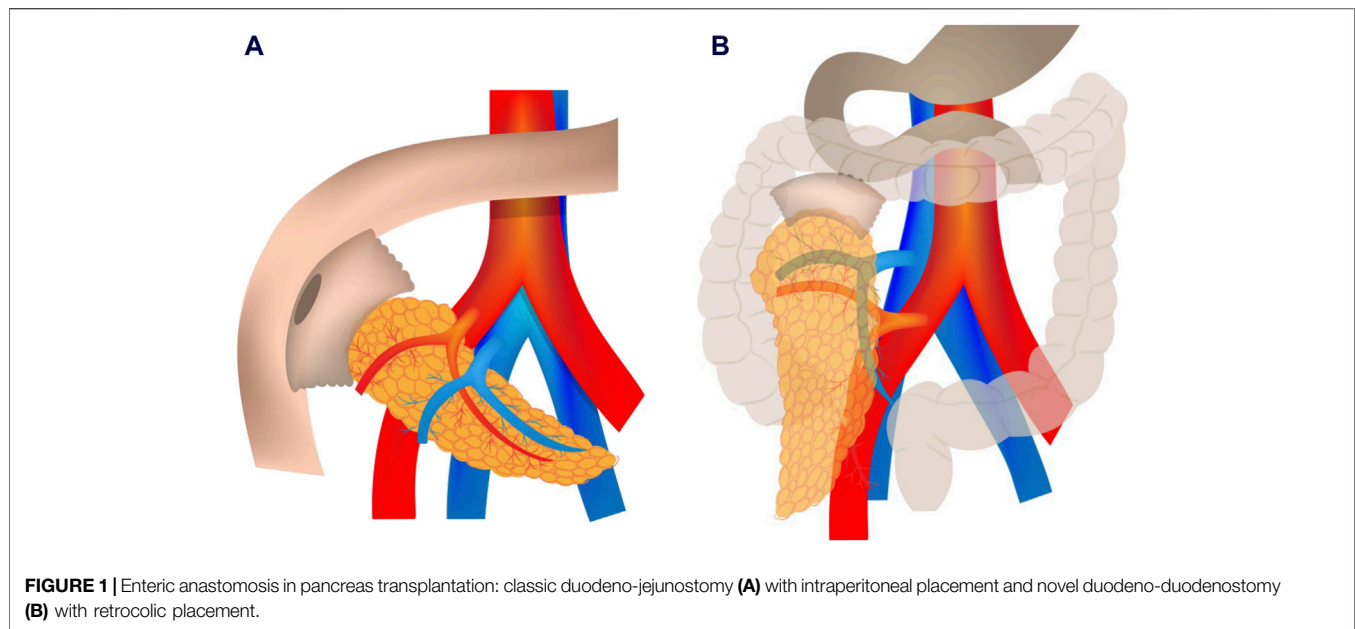 A
B
FIGURE 1 | Enteric anastomosis in pancreas transplantation: classic duodeno-jejunostomy (A) with intraperitoneal placement and novel duodeno-duodenostomy
(B) with retrocolic placement.